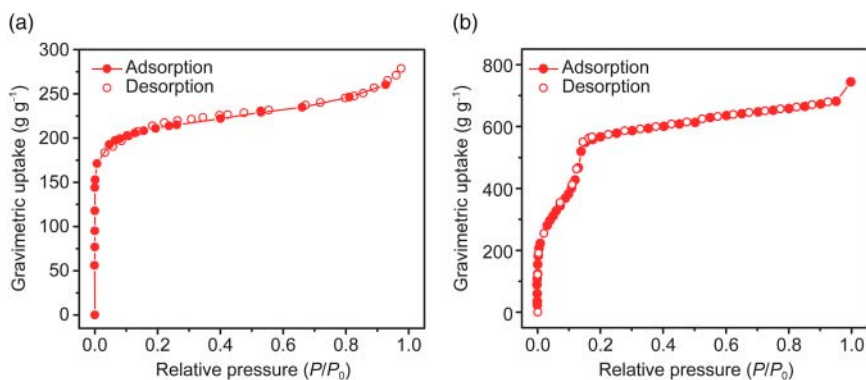 (a)
300
250
200
150
100
50
0
Gravimetric uptake (g g⁻¹)
Adsorption
Desorption
0.0 0.2 0.4 0.6 0.8 1.0
Relative pressure (P/P₀)
(b)
800
600
400
200
0
Gravimetric uptake (g g⁻¹)
Adsorption
Desorption
0.0 0.2 0.4 0.6 0.8 1.0
Relative pressure (P/P₀)